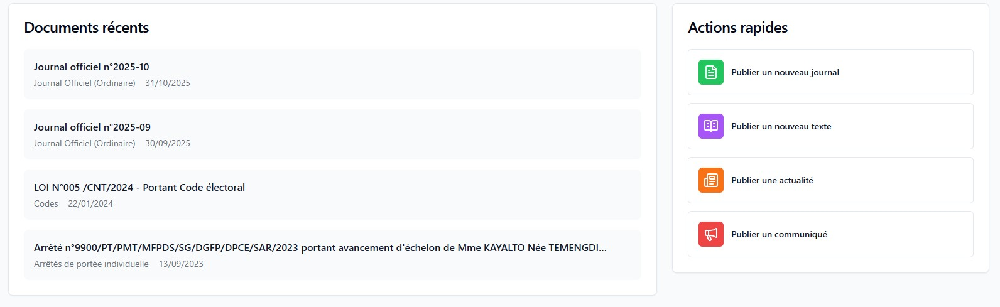 Documents récents
Journal officiel n°2025-10
Journal Officiel (Ordinaire) 31/10/2025
Journal officiel n°2025-09
Journal Officiel (Ordinaire) 30/09/2025
LOI N°005 /CNT/2024 - Portant Code électoral
Codes 22/01/2024
Arrêté n°9900/PT/PMT/MFPDS/SG/DGFP/DPCE/SAR/2023 portant avancement d'échelon de Mme KAYALTO Née TEMENGDI...
Arrêtés de portée individuelle 13/09/2023
Actions rapides
Publier un nouveau journal
Publier un nouveau texte
Publier une actualité
Publier un communiqué